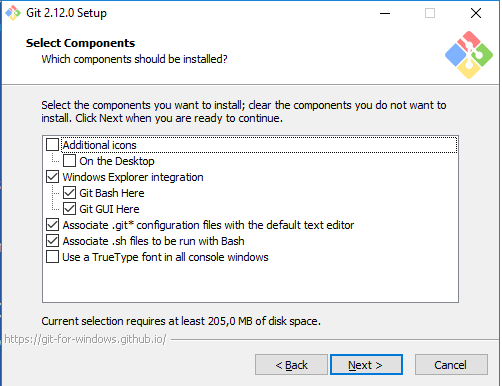 Git 2.12.0 Setup
Select Components
Which components should be installed?
Select the components you want to install; clear the components you do not want to
install. Click Next when you are ready to continue.
Additional icons
On the Desktop
Windows Explorer integration
Git Bash Here
Git GUI Here
Associate .git* configuration files with the default text editor
Associate .sh files to be run with Bash
Use a TrueType font in all console windows
Current selection requires at least 205,0 MB of disk space.
https://git-for-windows.github.io/
< Back
Next >
Cancel